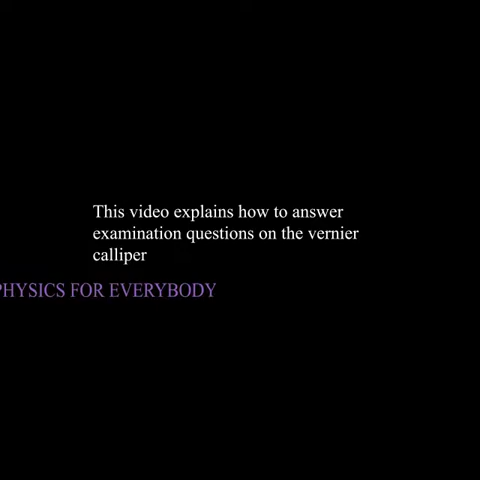 This video explains how to answer
examination questions on the vernier
calliper
PHYSICS FOR EVERYBODY